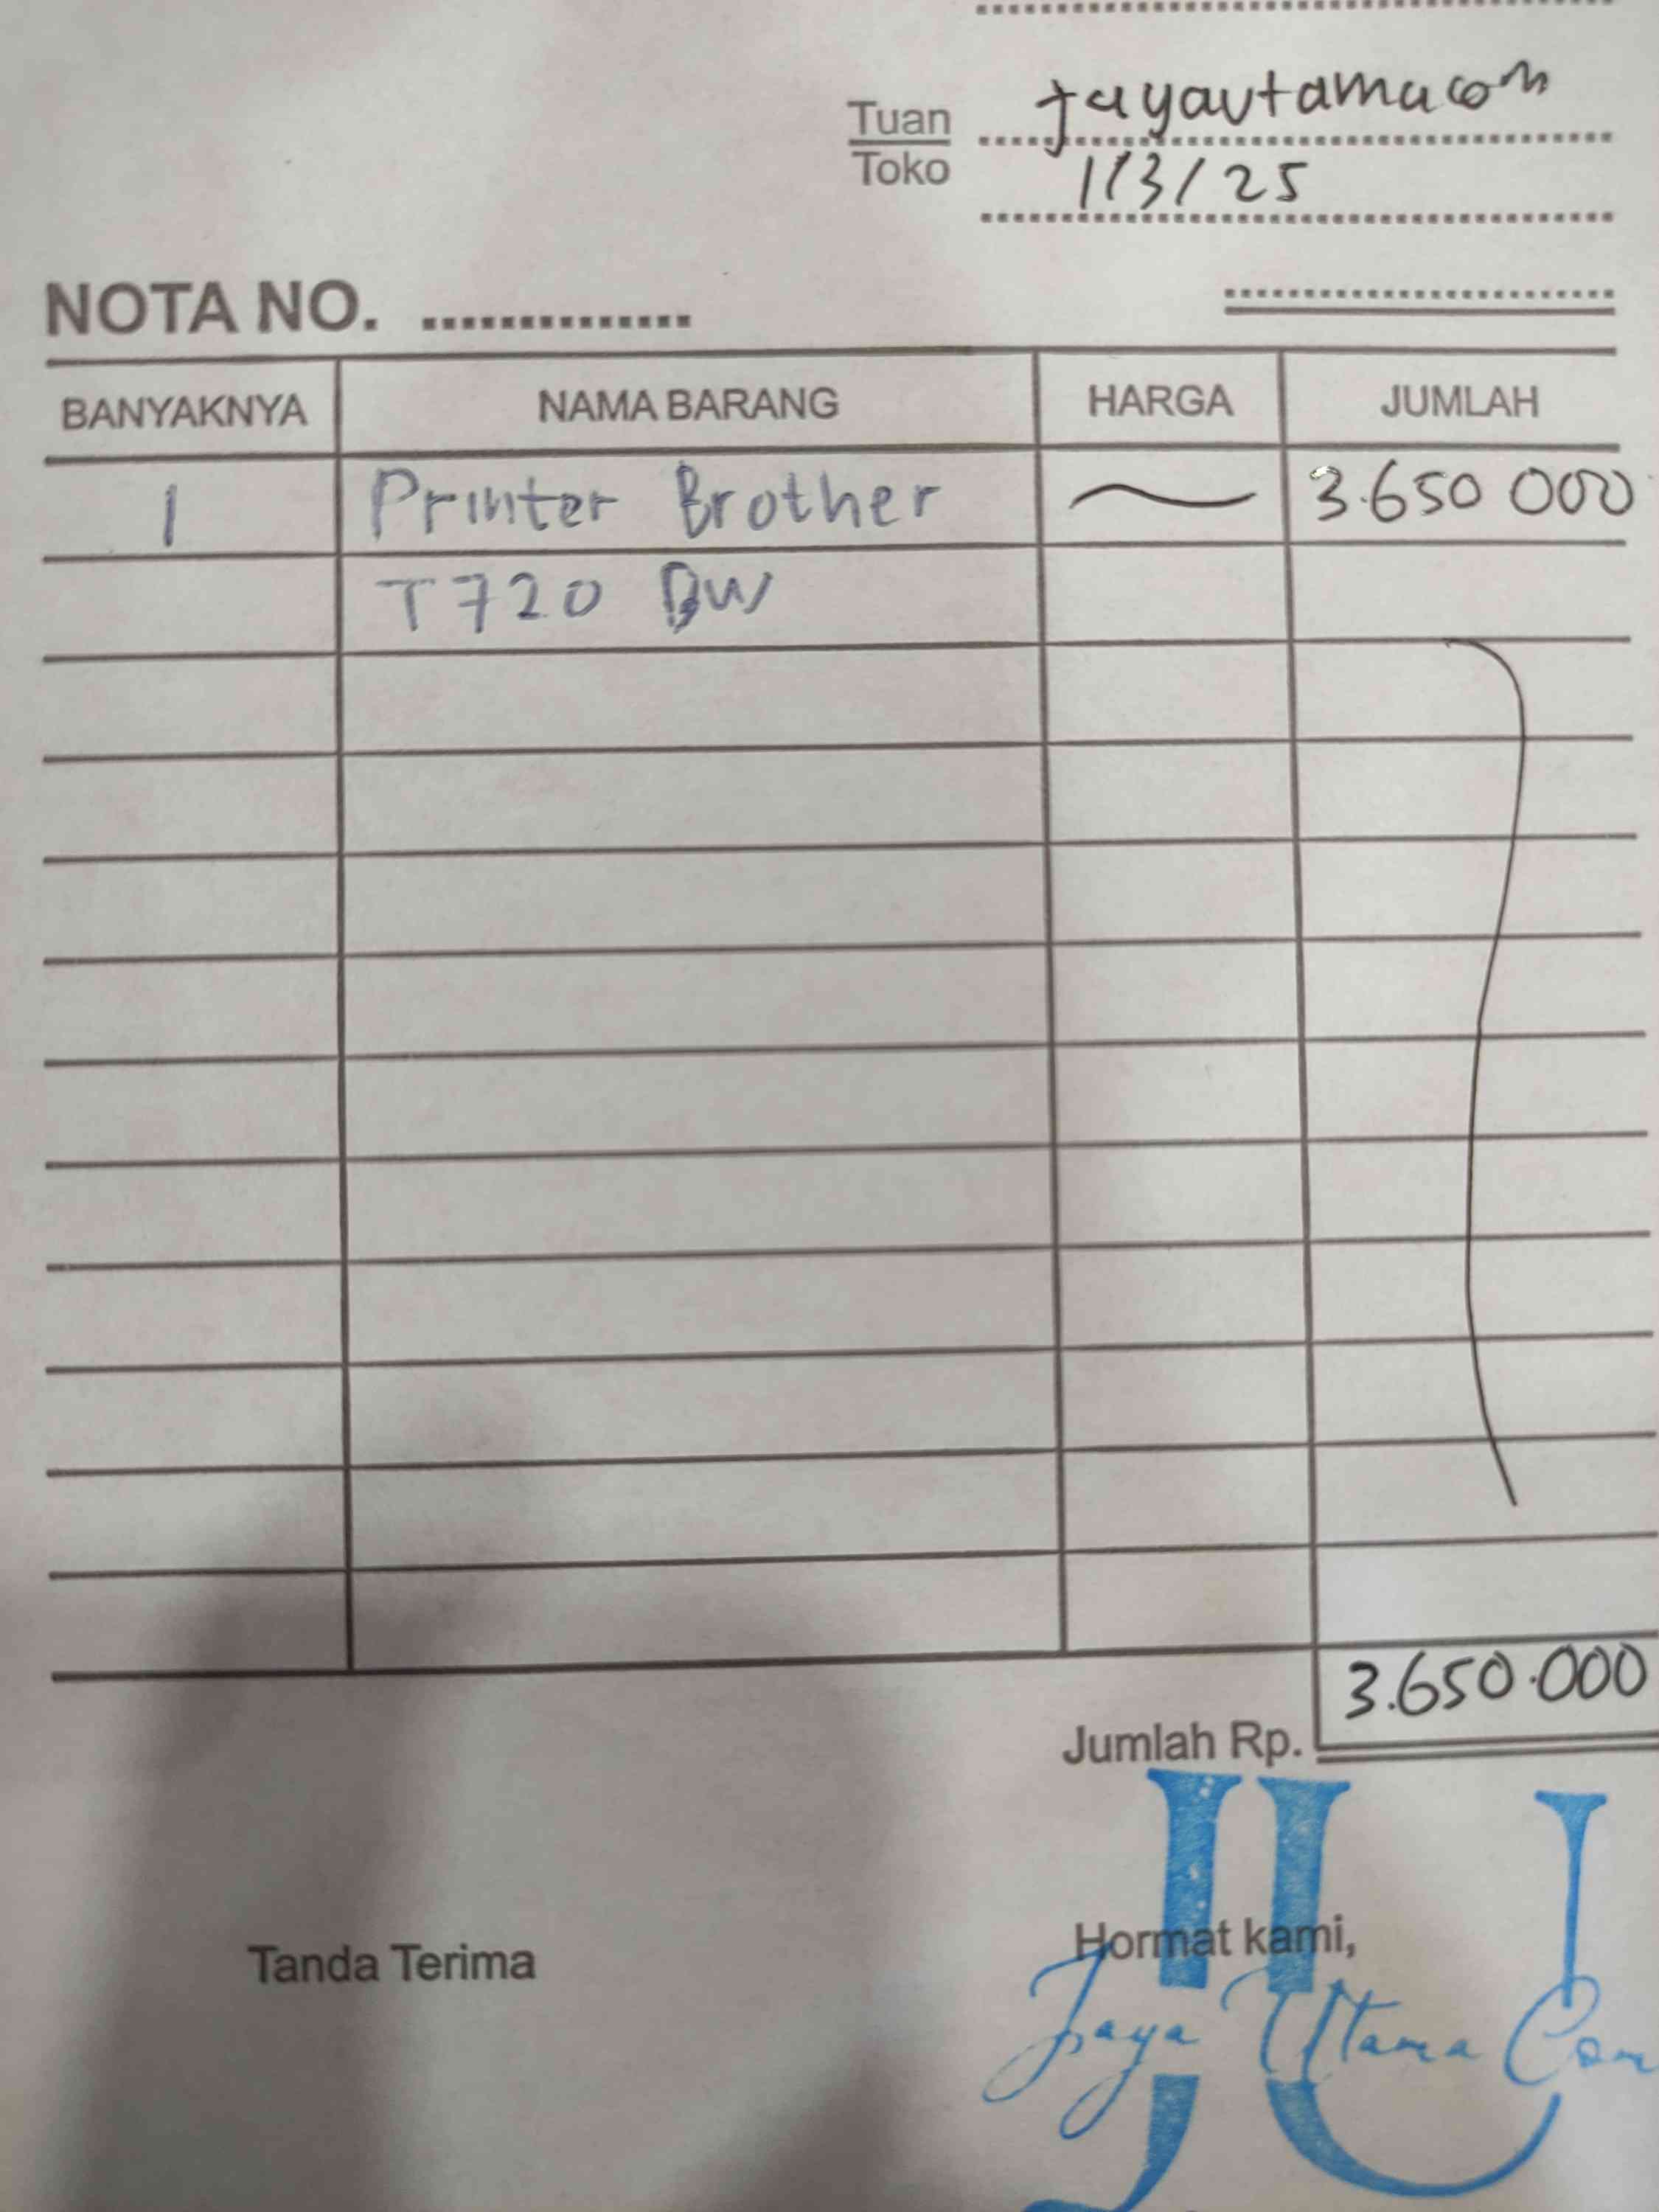 Tuan
Toko
Jayautamacom
1/3/25
NOTA NO. ..............
BANYAKNYA NAMA BARANG HARGA JUMLAH
1 Printer Brother 3.650 000
T720 DW
Jumlah Rp. 3.650.000
Tanda Terima Hormat kami,
JU
Jaya Utama Com